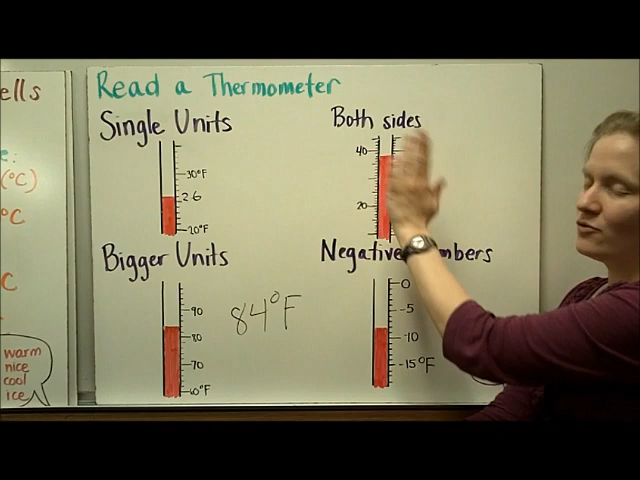 ells
e:
(°C)
°C
C
warm
nice
cool
ice
Read a Thermometer
Single Units
30°F
26
20°F
Both sides
40
20
Bigger Units
90
80
70
60°F
84°F
Negative
mbers
0
-5
-10
-15°F